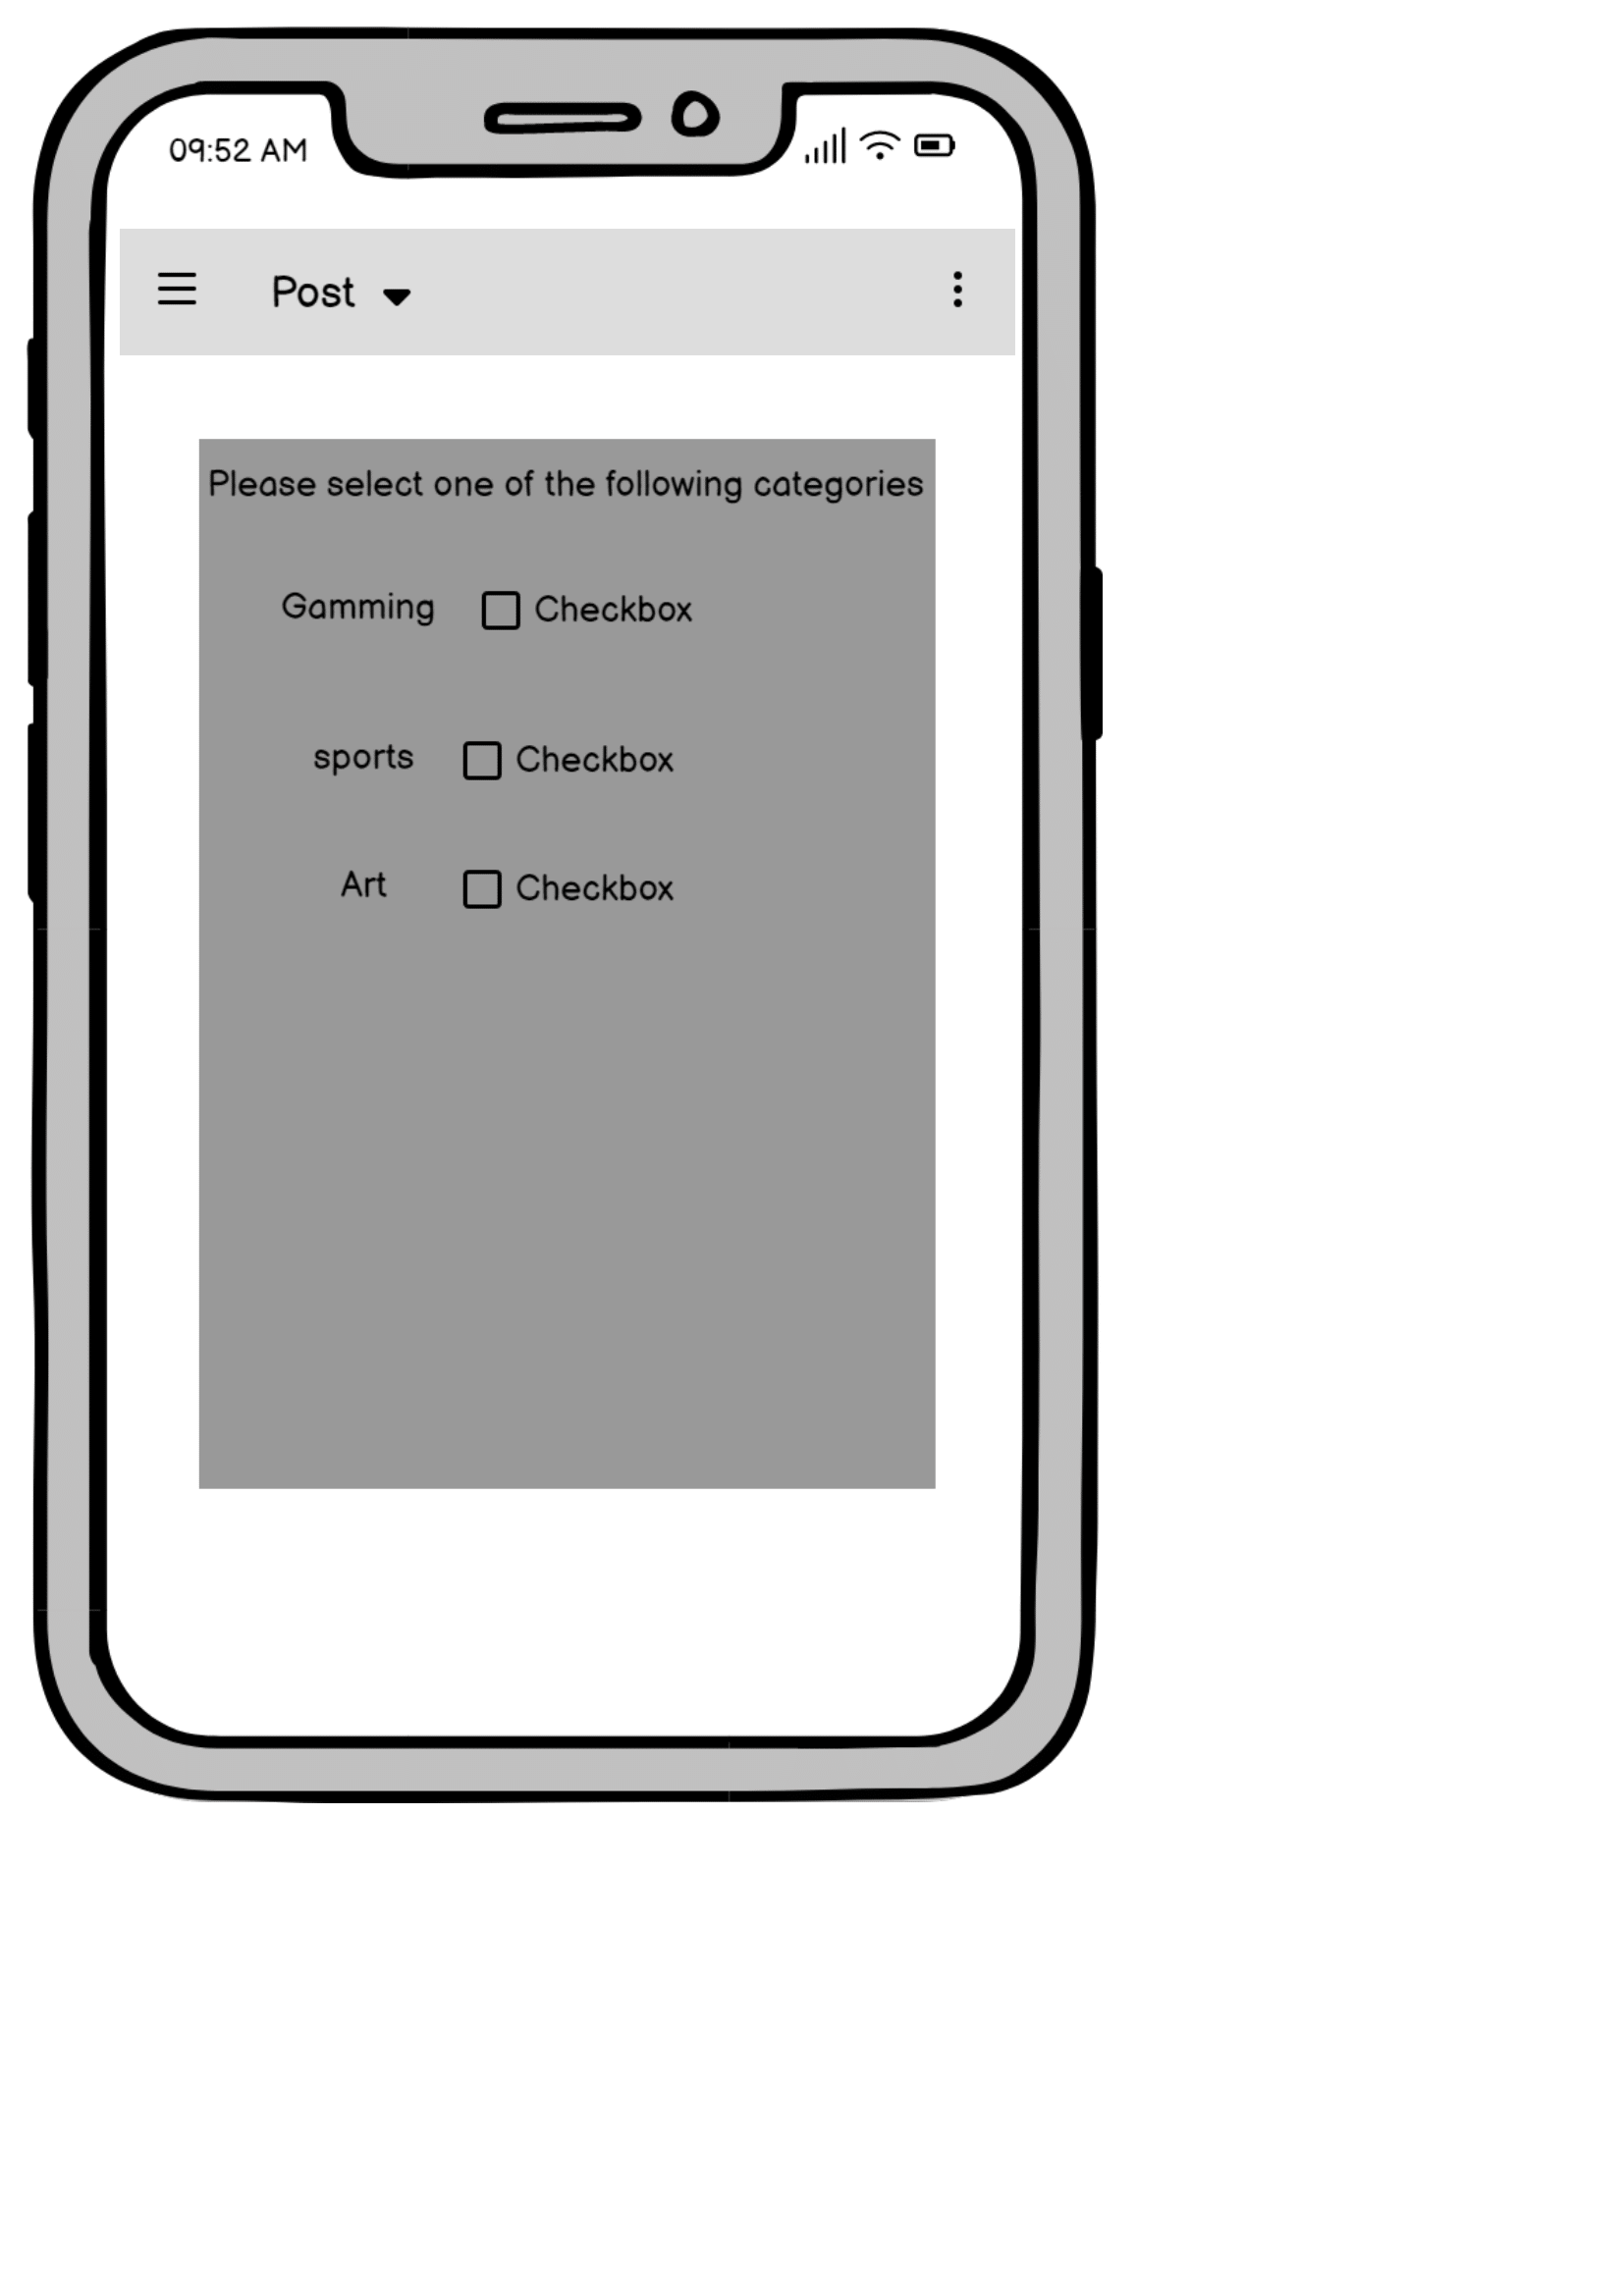 09:52 AM
Post
Please select one of the following categories
Gamming Checkbox
sports Checkbox
Art Checkbox